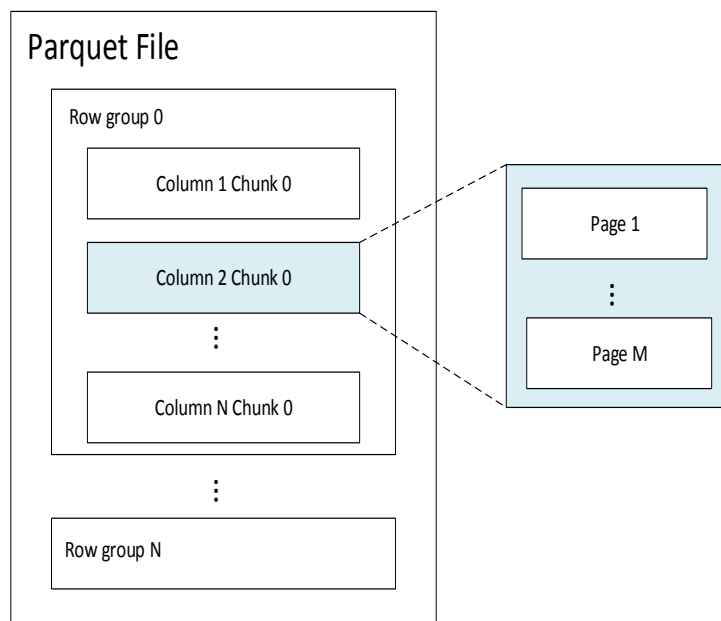 Parquet File
Row group 0
Column 1 Chunk 0
Column 2 Chunk 0
⋮
Column N Chunk 0
⋮
Row group N
Page 1
⋮
Page M